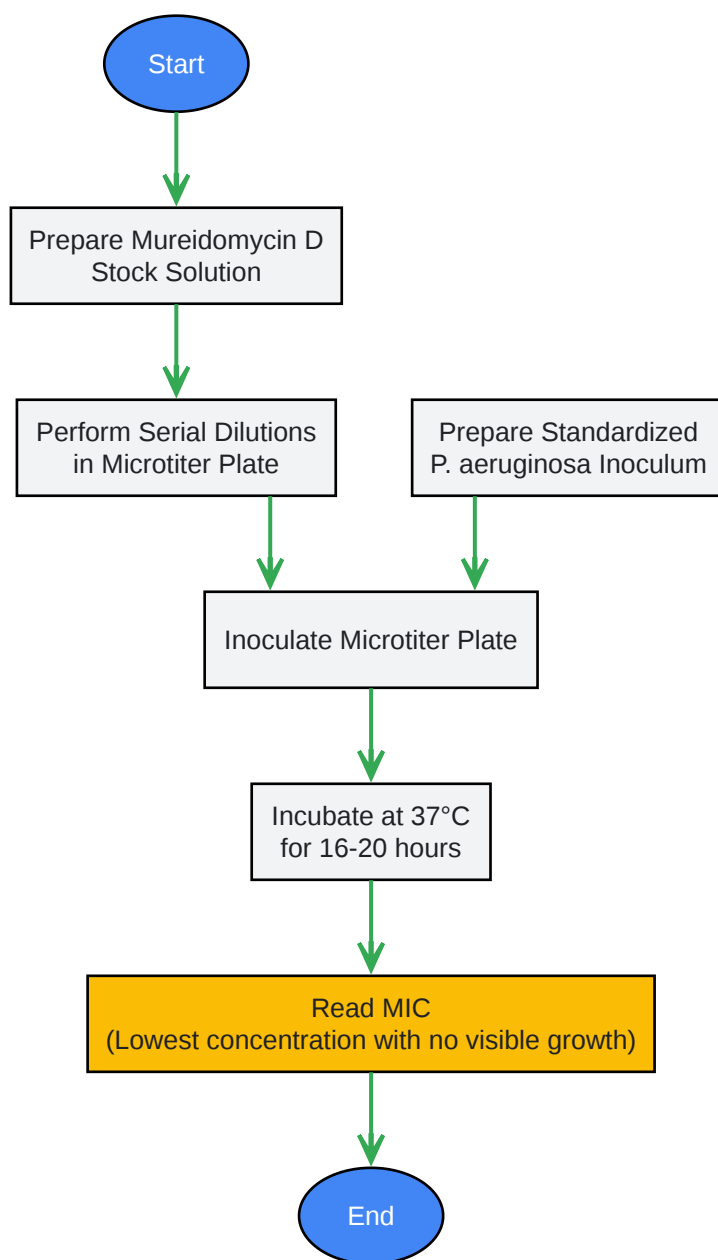 Start
Prepare Mureidomycin D
Stock Solution
Perform Serial Dilutions
in Microtiter Plate
Prepare Standardized
P. aeruginosa Inoculum
Inoculate Microtiter Plate
Incubate at 37°C
for 16-20 hours
Read MIC
(Lowest concentration with no visible growth)
End